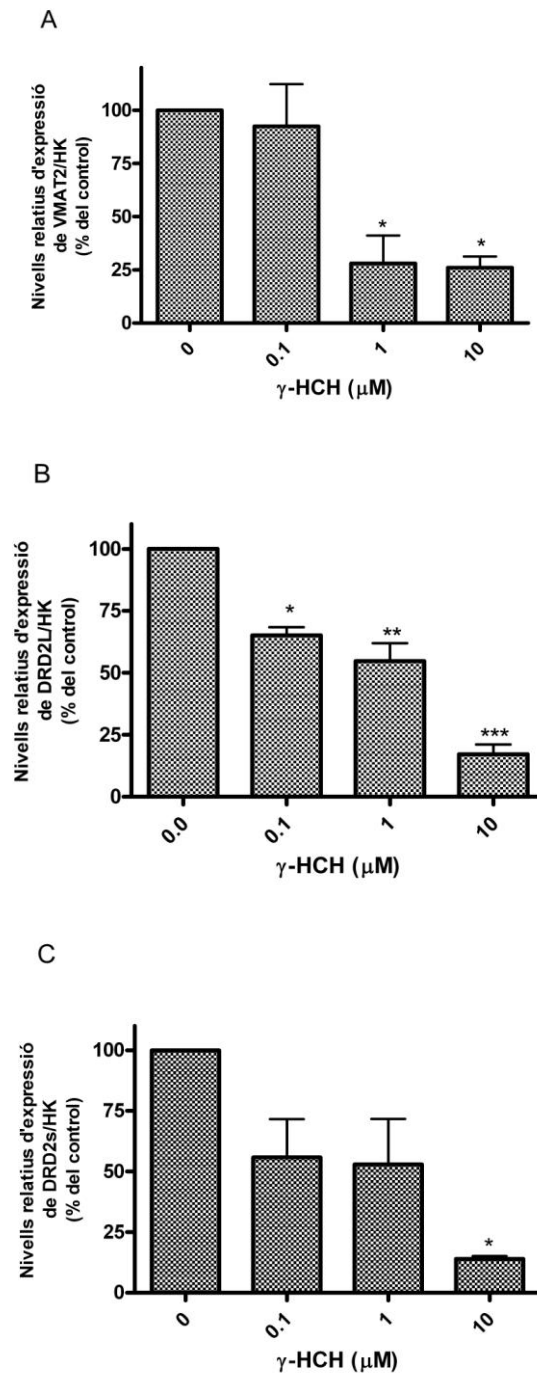 A
Nivells relatius d'expressió
de VMAT2/HK
(% del control)
100
75
50
25
0
*
*
0
0.1
1
10
γ-HCH (μM)
B
Nivells relatius d'expressió
de DRD2L/HK
(% del control)
100
75
50
25
0
*
**
***
0.0
0.1
1
10
γ-HCH (μM)
C
Nivells relatius d'expressió
de DRD2s/HK
(% del control)
100
75
50
25
0
*
0
0.1
1
10
γ-HCH (μM)